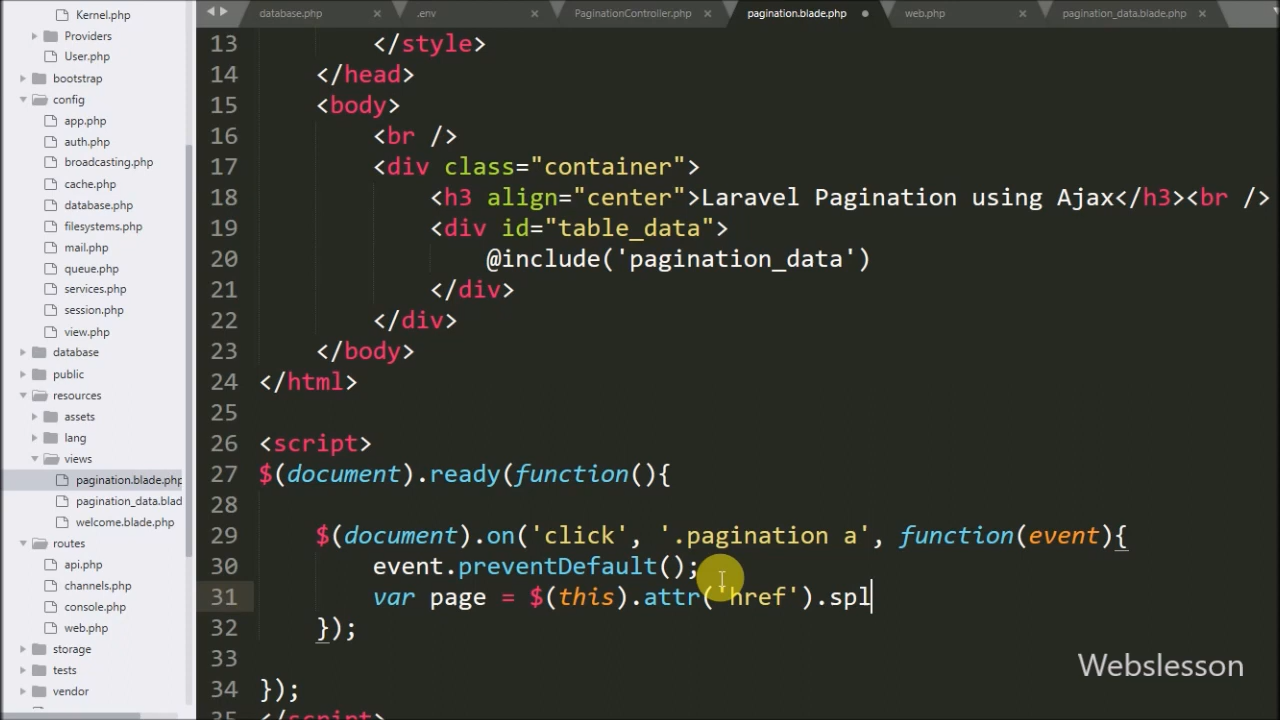 database.php
.env
PaginationController.php
pagination.blade.php
web.php
pagination_data.blade.php
Kernel.php
Providers
User.php
bootstrap
config
app.php
auth.php
broadcasting.php
cache.php
database.php
filesystems.php
mail.php
queue.php
services.php
session.php
view.php
database
public
resources
assets
lang
views
pagination.blade.php
pagination_data.blad
welcome.blade.php
routes
api.php
channels.php
console.php
web.php
storage
tests
vendor
13 </style>
14 </head>
15 <body>
16 <br />
17 <div class="container">
18 <h3 align="center">Laravel Pagination using Ajax</h3><br />
19 <div id="table_data">
20 @include('pagination_data')
21 </div>
22 </div>
23 </body>
24 </html>
25
26 <script>
27 $(document).ready(function(){
28
29 $(document).on('click', '.pagination a', function(event){
30 event.preventDefault();
31 var page = $(this).attr('href').spl
32 });
33
34 });
35 </script>
Webslesson